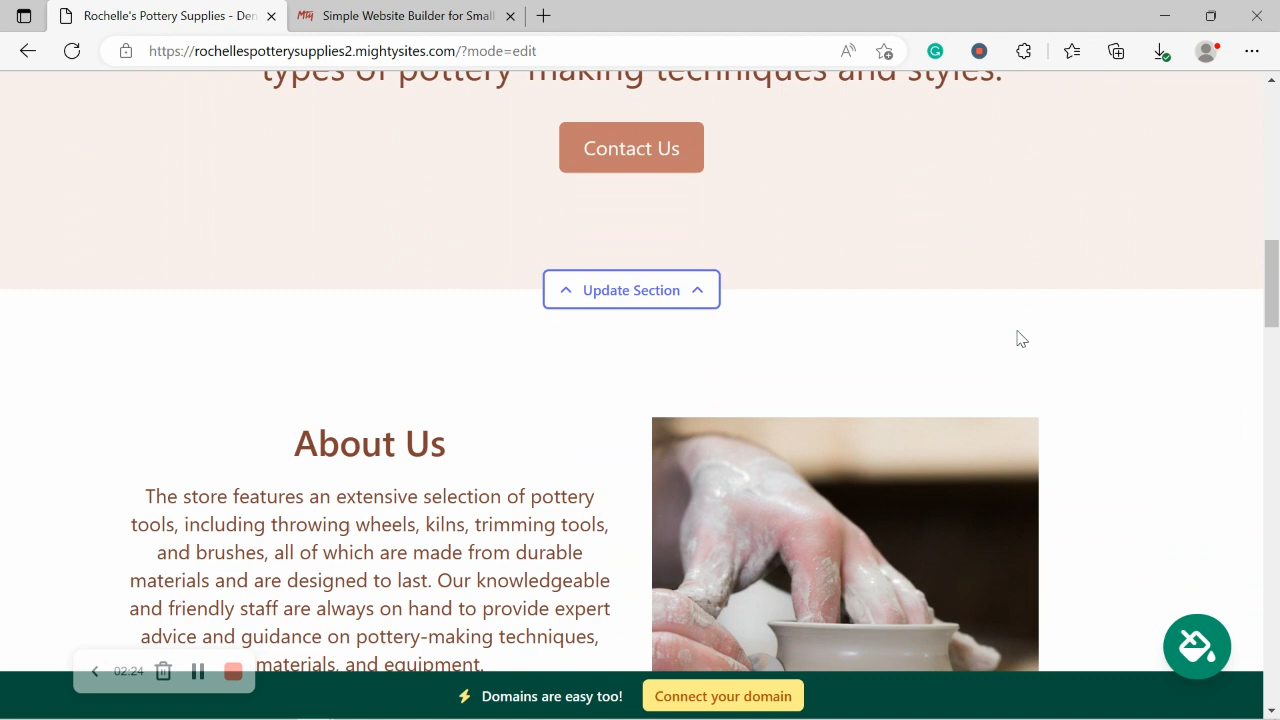 Rochelle's Pottery Supplies - Den
Simple Website Builder for Small
https://rochellespotterysupplies2.mightysites.com/?mode=edit
types of pottery-making techniques and styles.
Contact Us
Update Section
About Us
The store features an extensive selection of pottery
tools, including throwing wheels, kilns, trimming tools,
and brushes, all of which are made from durable
materials and are designed to last. Our knowledgeable
and friendly staff are always on hand to provide expert
advice and guidance on pottery-making techniques,
materials, and equipment.
02:24
Domains are easy too!
Connect your domain